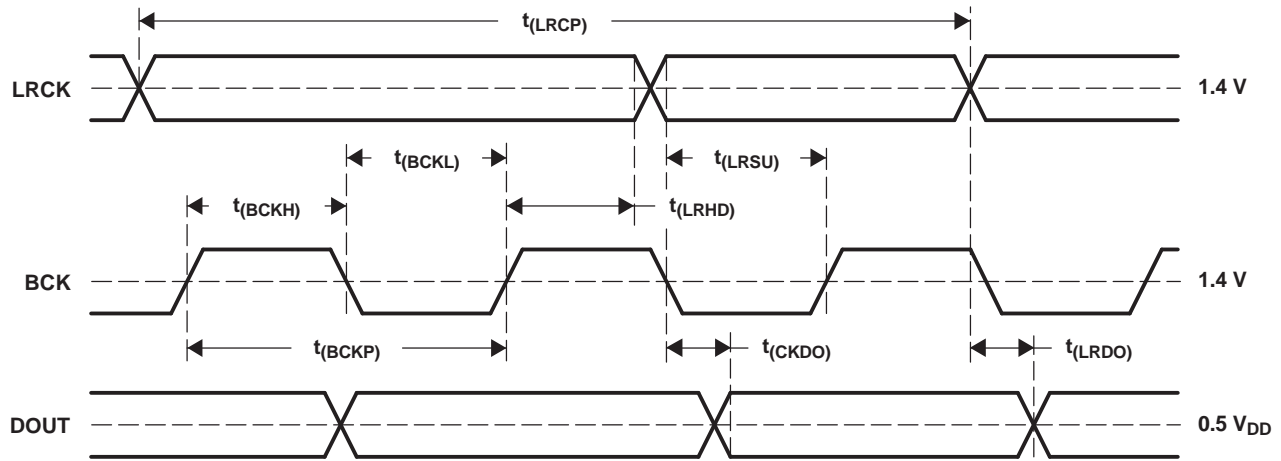 t(LRCP)
LRCK
1.4 V
t(BCKL)
t(LRSU)
t(BCKH)
t(LRHD)
BCK
1.4 V
t(BCKP)
t(CKDO)
t(LRDO)
DOUT
0.5 VDD